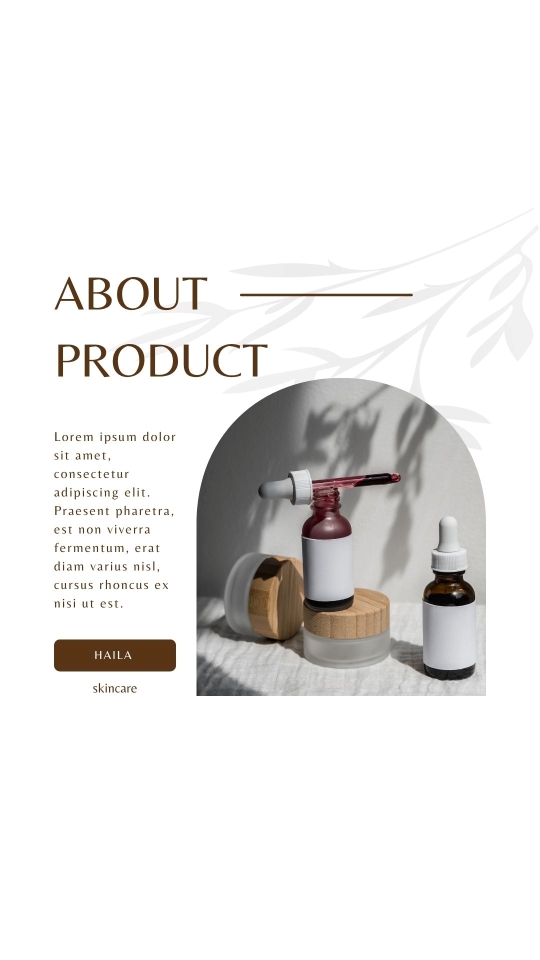 ABOUT
PRODUCT
Lorem ipsum dolor
sit amet,
consectetur
adipiscing elit.
Praesent pharetra,
est non viverra
fermentum, erat
diam varius nisl,
cursus rhoncus ex
nisi ut est.
HAILA
skincare